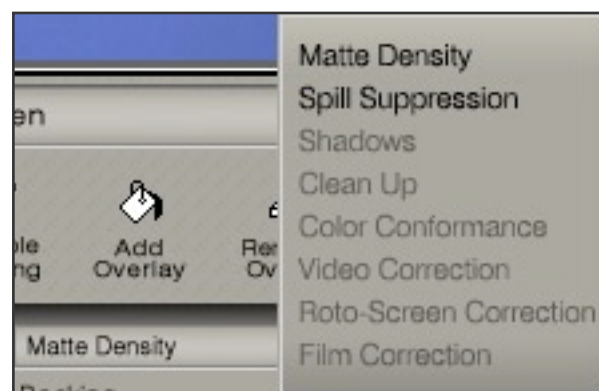 en
Add
Overlay
Matte Density
Matte Density
Spill Suppression
Shadows
Clean Up
Color Conformance
Video Correction
Roto-Screen Correction
Film Correction